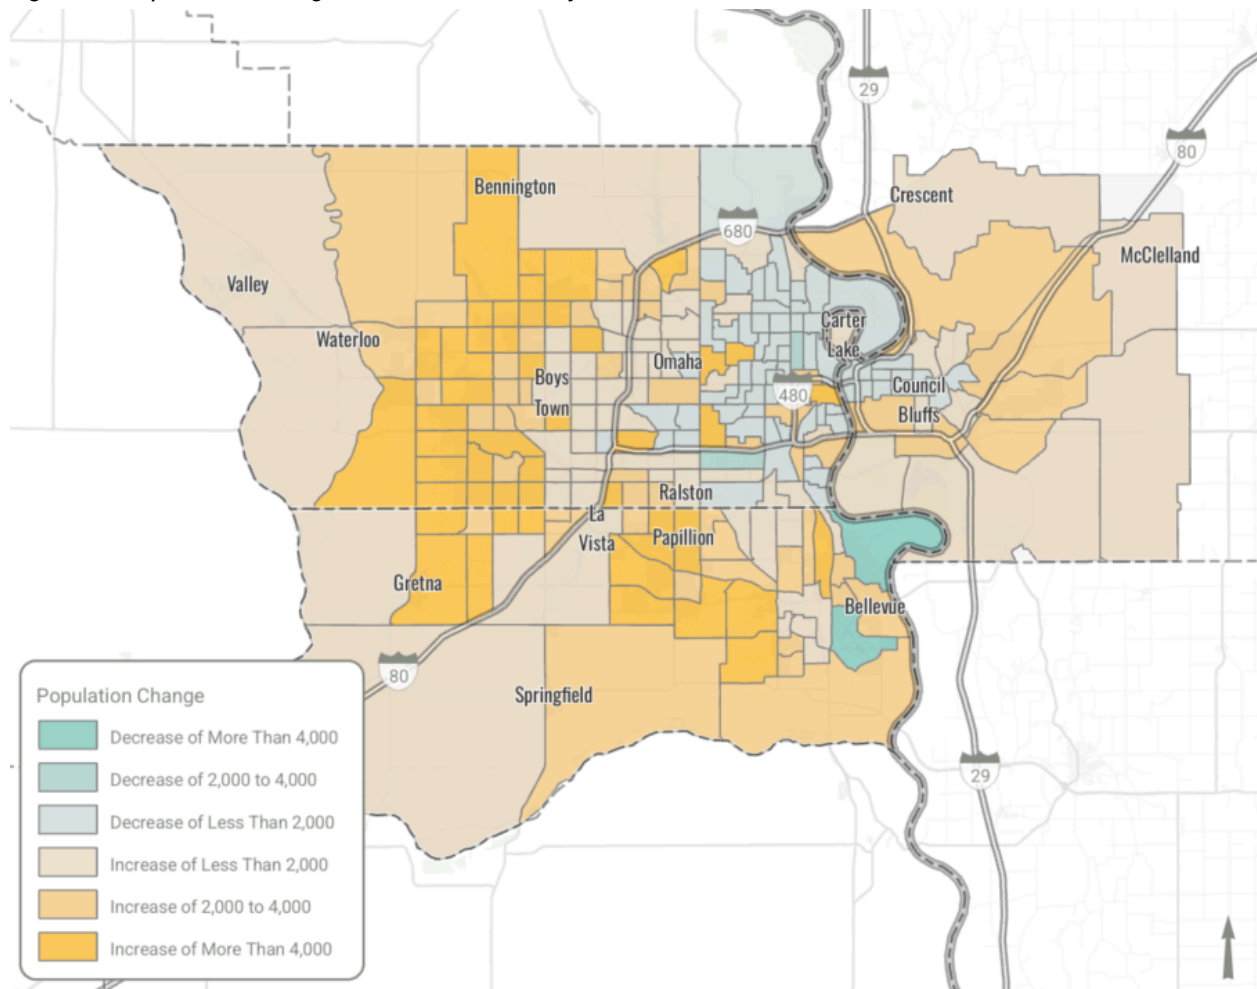 29
80
Bennington
Crescent
680
McClelland
Valley
Carter
Lake
Waterloo
Omaha
Boys
Town
480
Council
Bluffs
Ralston
La
Vista
Papillion
Gretna
Bellevue
80
Springfield
29
Population Change
Decrease of More Than 4,000
Decrease of 2,000 to 4,000
Decrease of Less Than 2,000
Increase of Less Than 2,000
Increase of 2,000 to 4,000
Increase of More Than 4,000